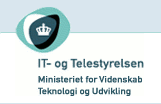 IT- og Telestyrelsen
Ministeriet for Videnskab
Teknologi og Udvikling